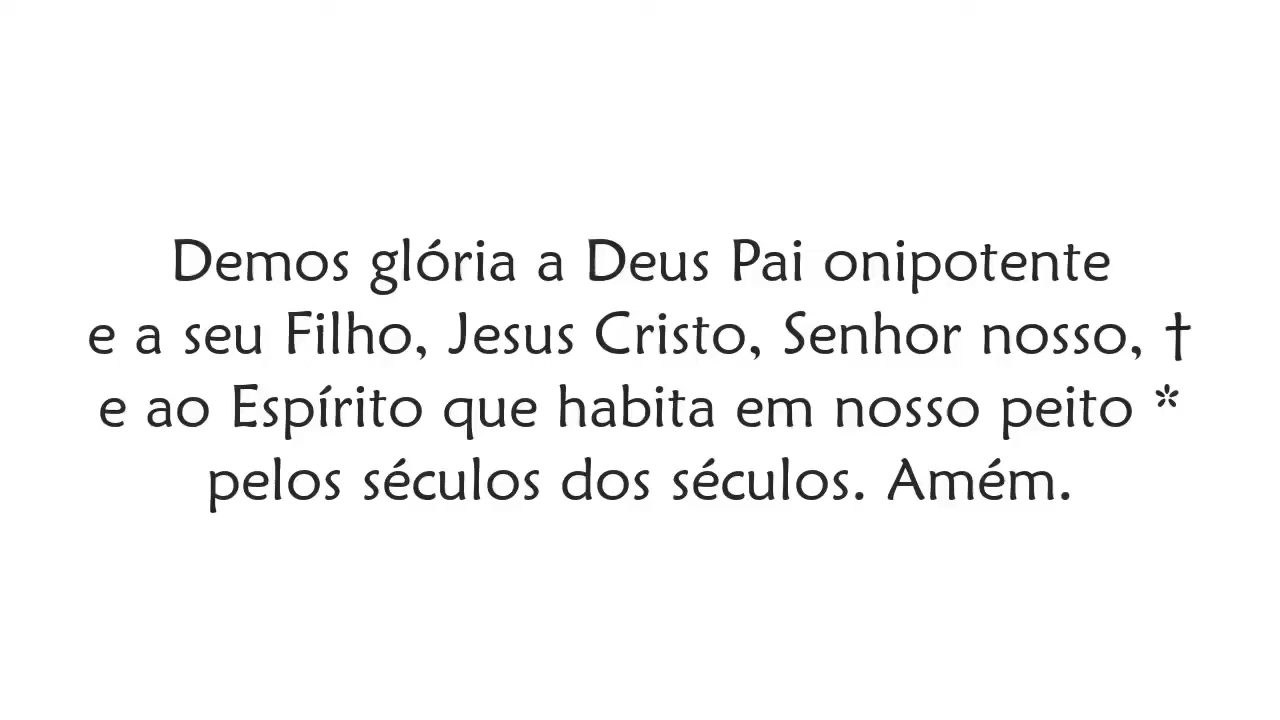 Demos glória a Deus Pai onipotente
e a seu Filho, Jesus Cristo, Senhor nosso, †
e ao Espírito que habita em nosso peito *
pelos séculos dos séculos. Amém.